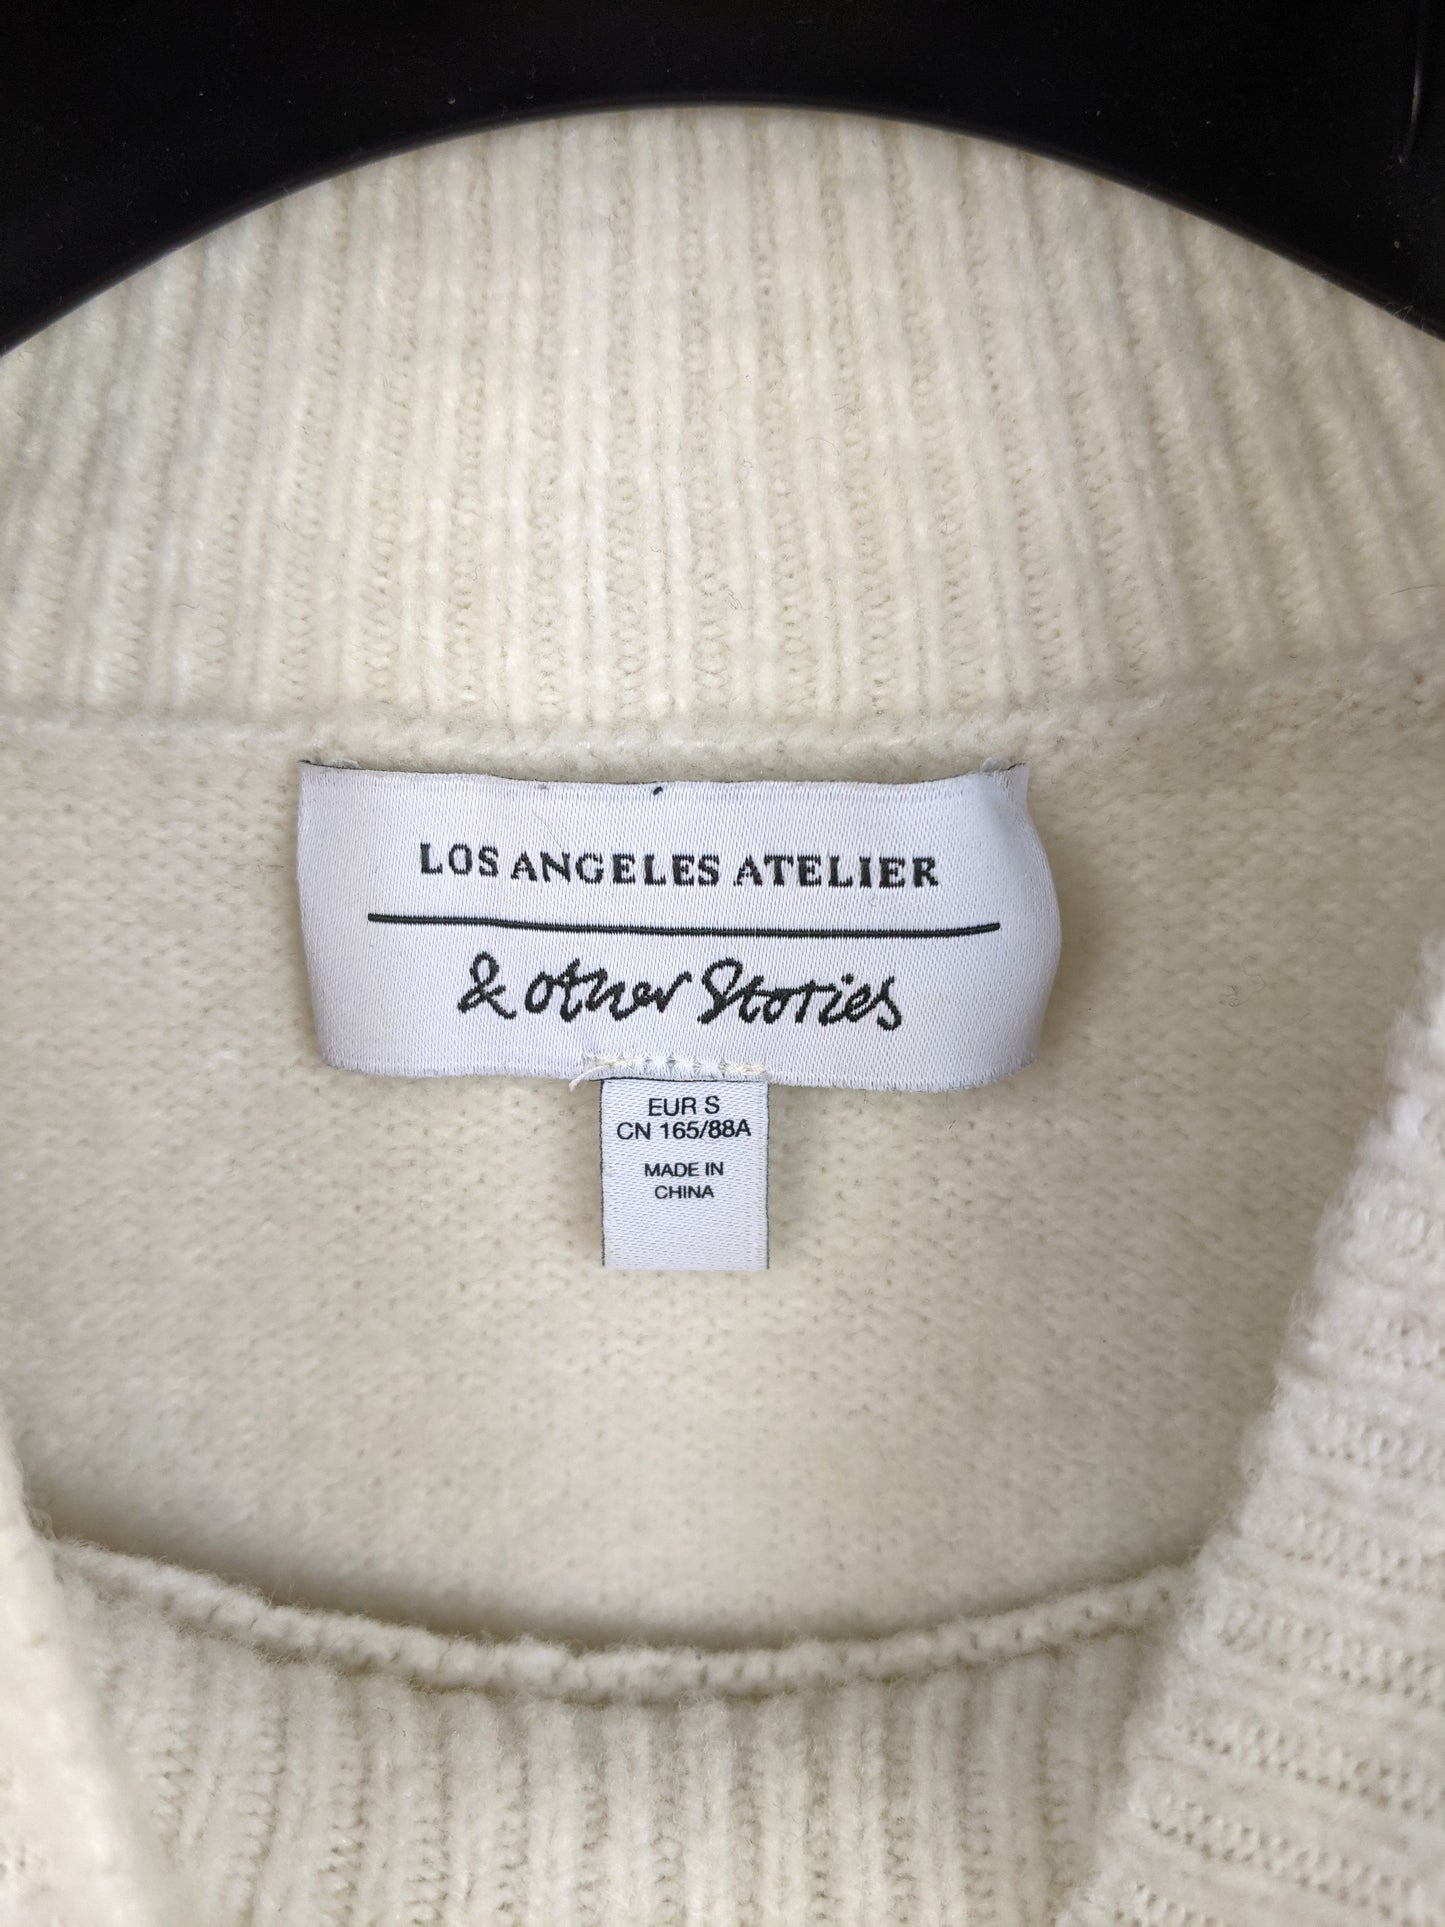 LOS ANGELES ATELIER
& other Stories
EUR S
CN 165/88A
MADE IN
CHINA